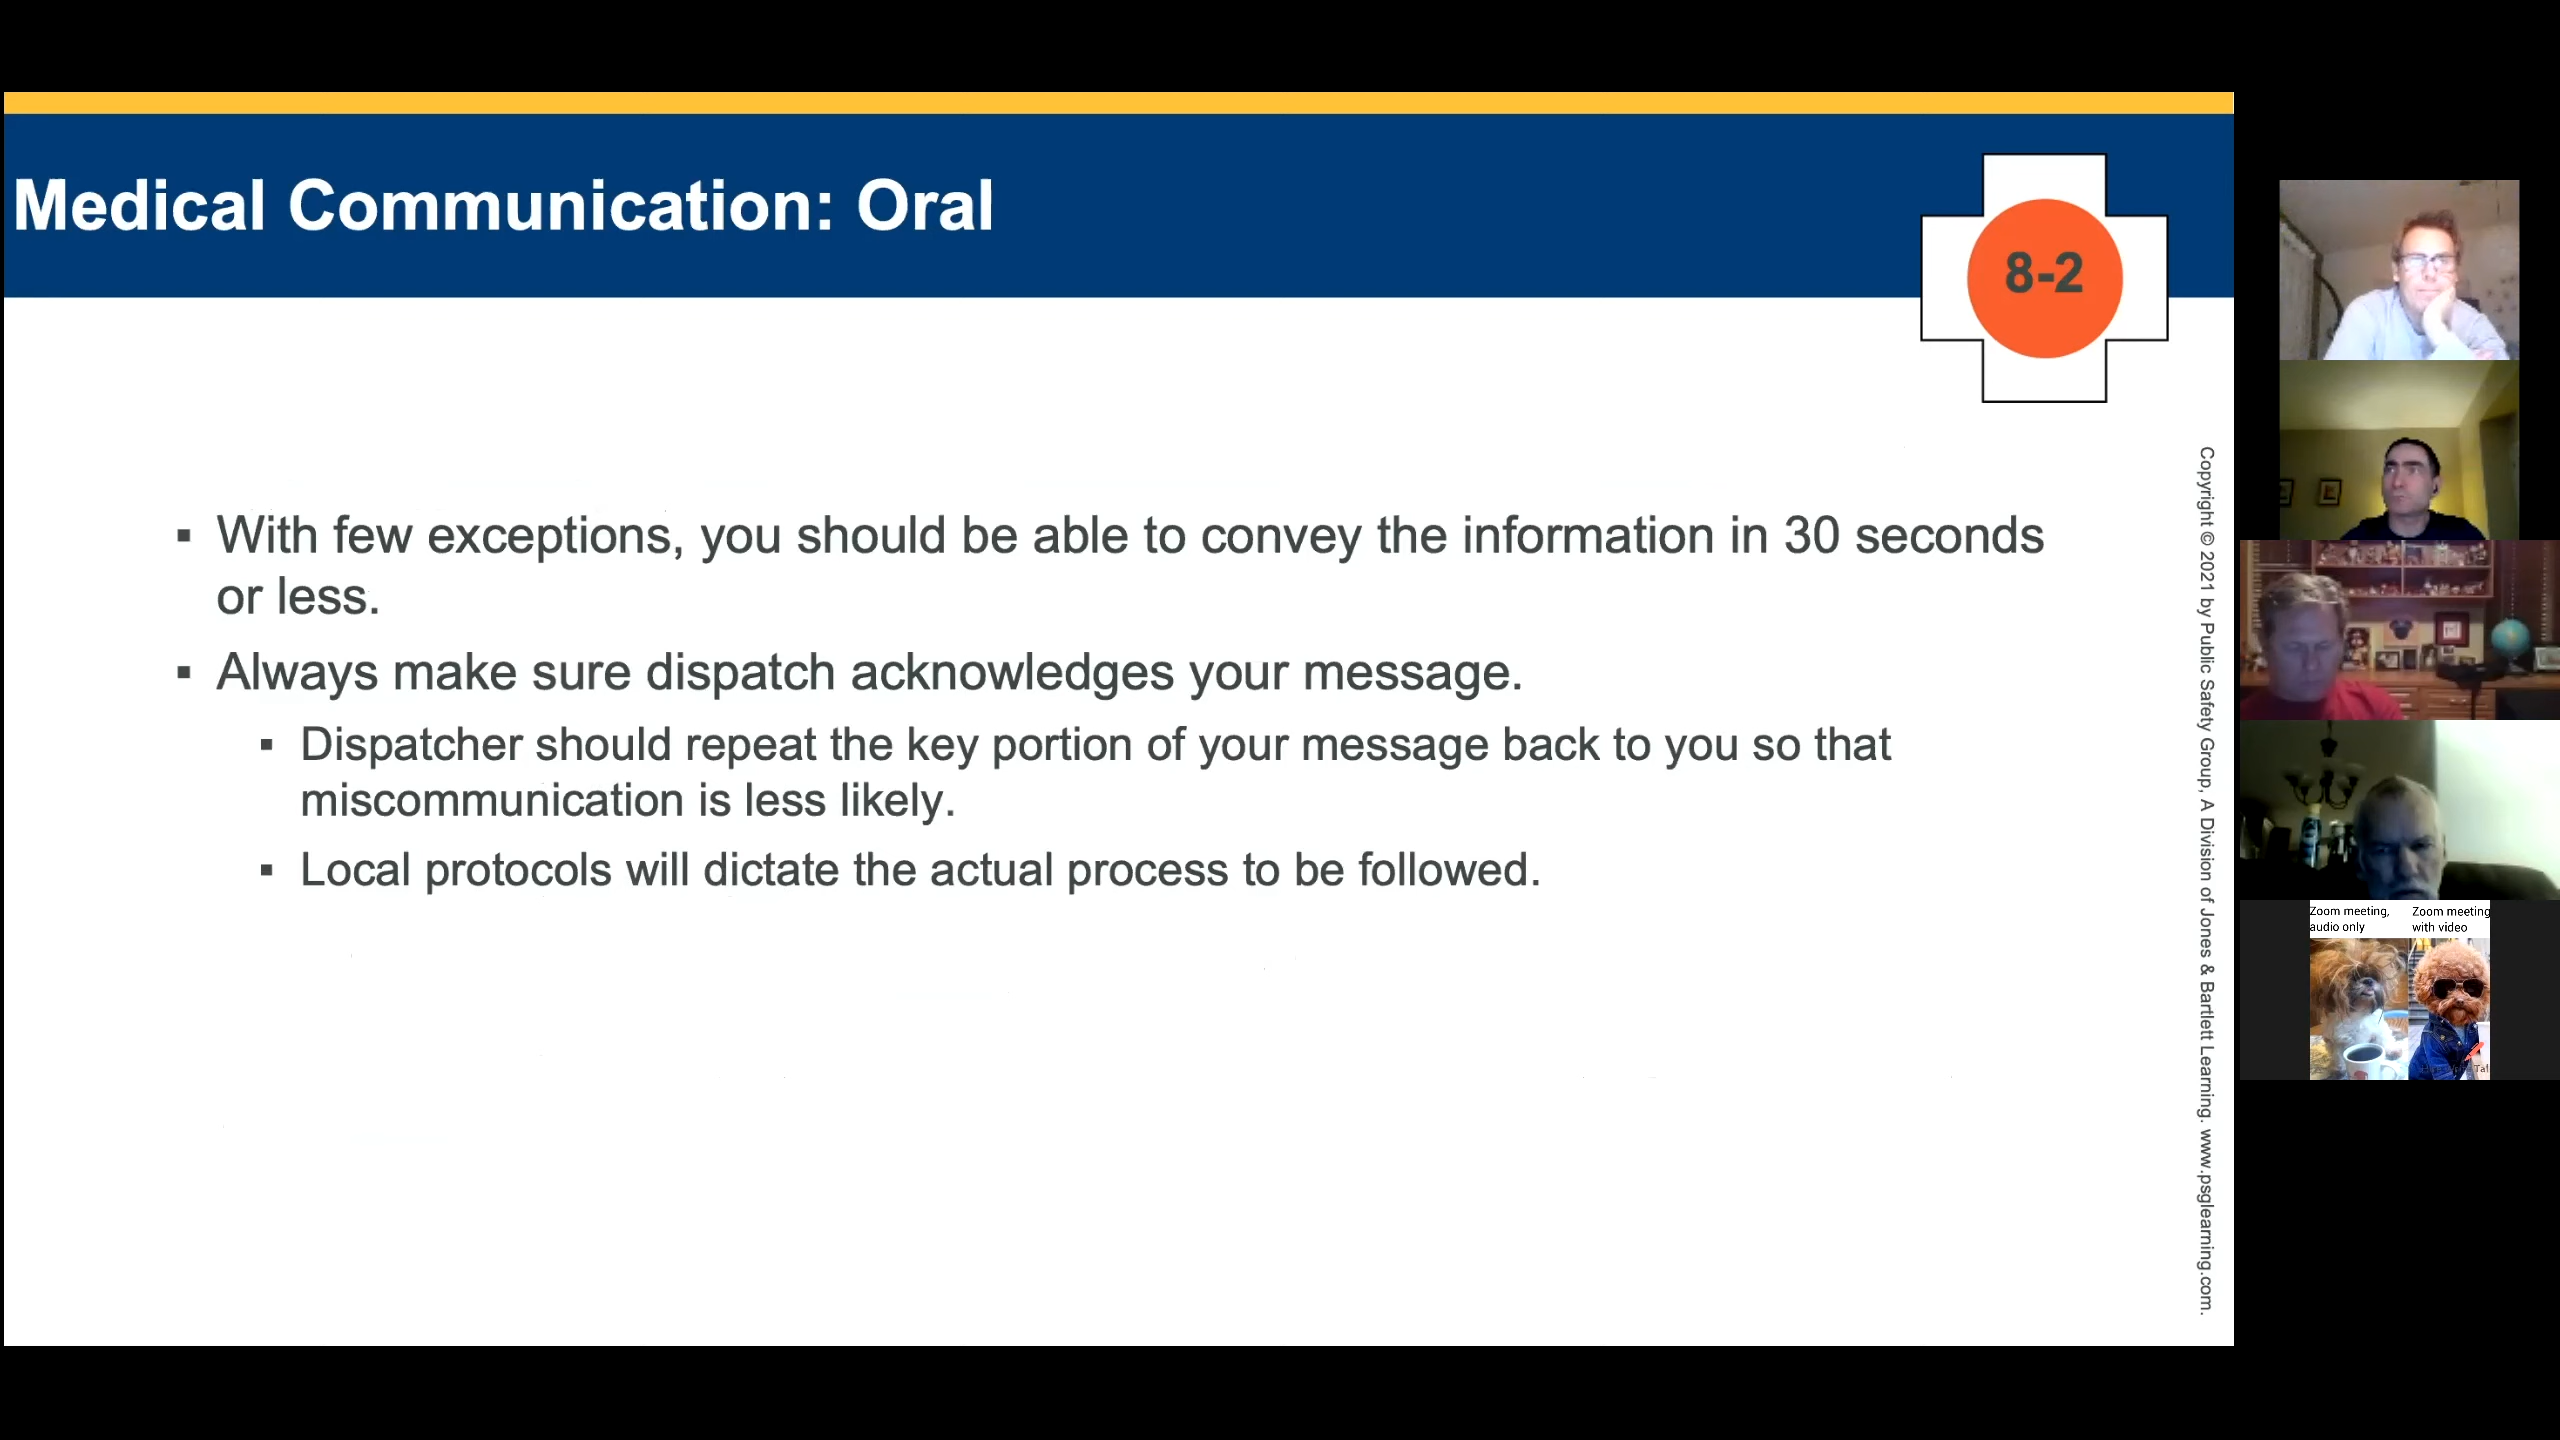 Medical Communication: Oral
8-2
▪ With few exceptions, you should be able to convey the information in 30 seconds
or less.
▪ Always make sure dispatch acknowledges your message.
▪ Dispatcher should repeat the key portion of your message back to you so that
miscommunication is less likely.
▪ Local protocols will dictate the actual process to be followed.
Copyright © 2021 by Public Safety Group, A Division of Jones & Bartlett Learning. www.psglearning.com.
Zoom meeting,
audio only
Zoom meeting
with video